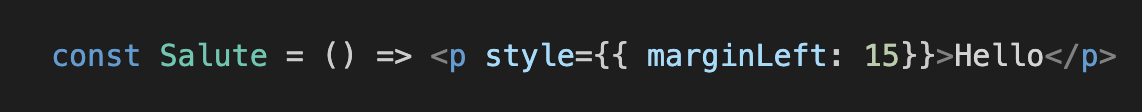 const Salute = () => <p style={{ marginLeft: 15}}>Hello</p>